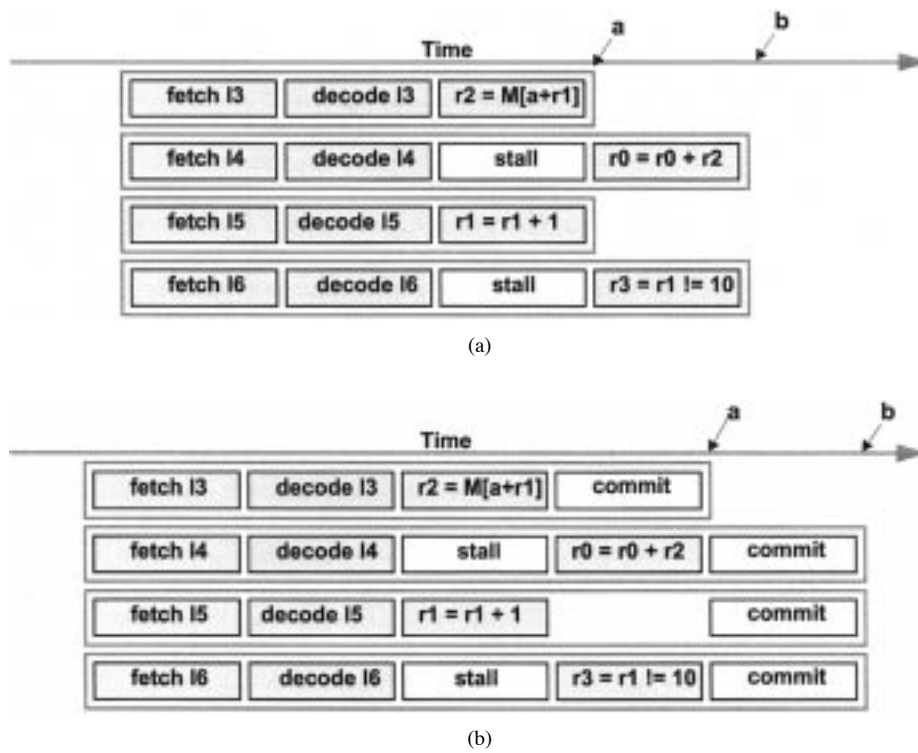 a
b
Time
fetch I3 decode I3 r2 = M[a+r1]
fetch I4 decode I4 stall r0 = r0 + r2
fetch I5 decode I5 r1 = r1 + 1
fetch I6 decode I6 stall r3 = r1 != 10
(a)
a
b
Time
fetch I3 decode I3 r2 = M[a+r1] commit
fetch I4 decode I4 stall r0 = r0 + r2 commit
fetch I5 decode I5 r1 = r1 + 1 commit
fetch I6 decode I6 stall r3 = r1 != 10 commit
(b)